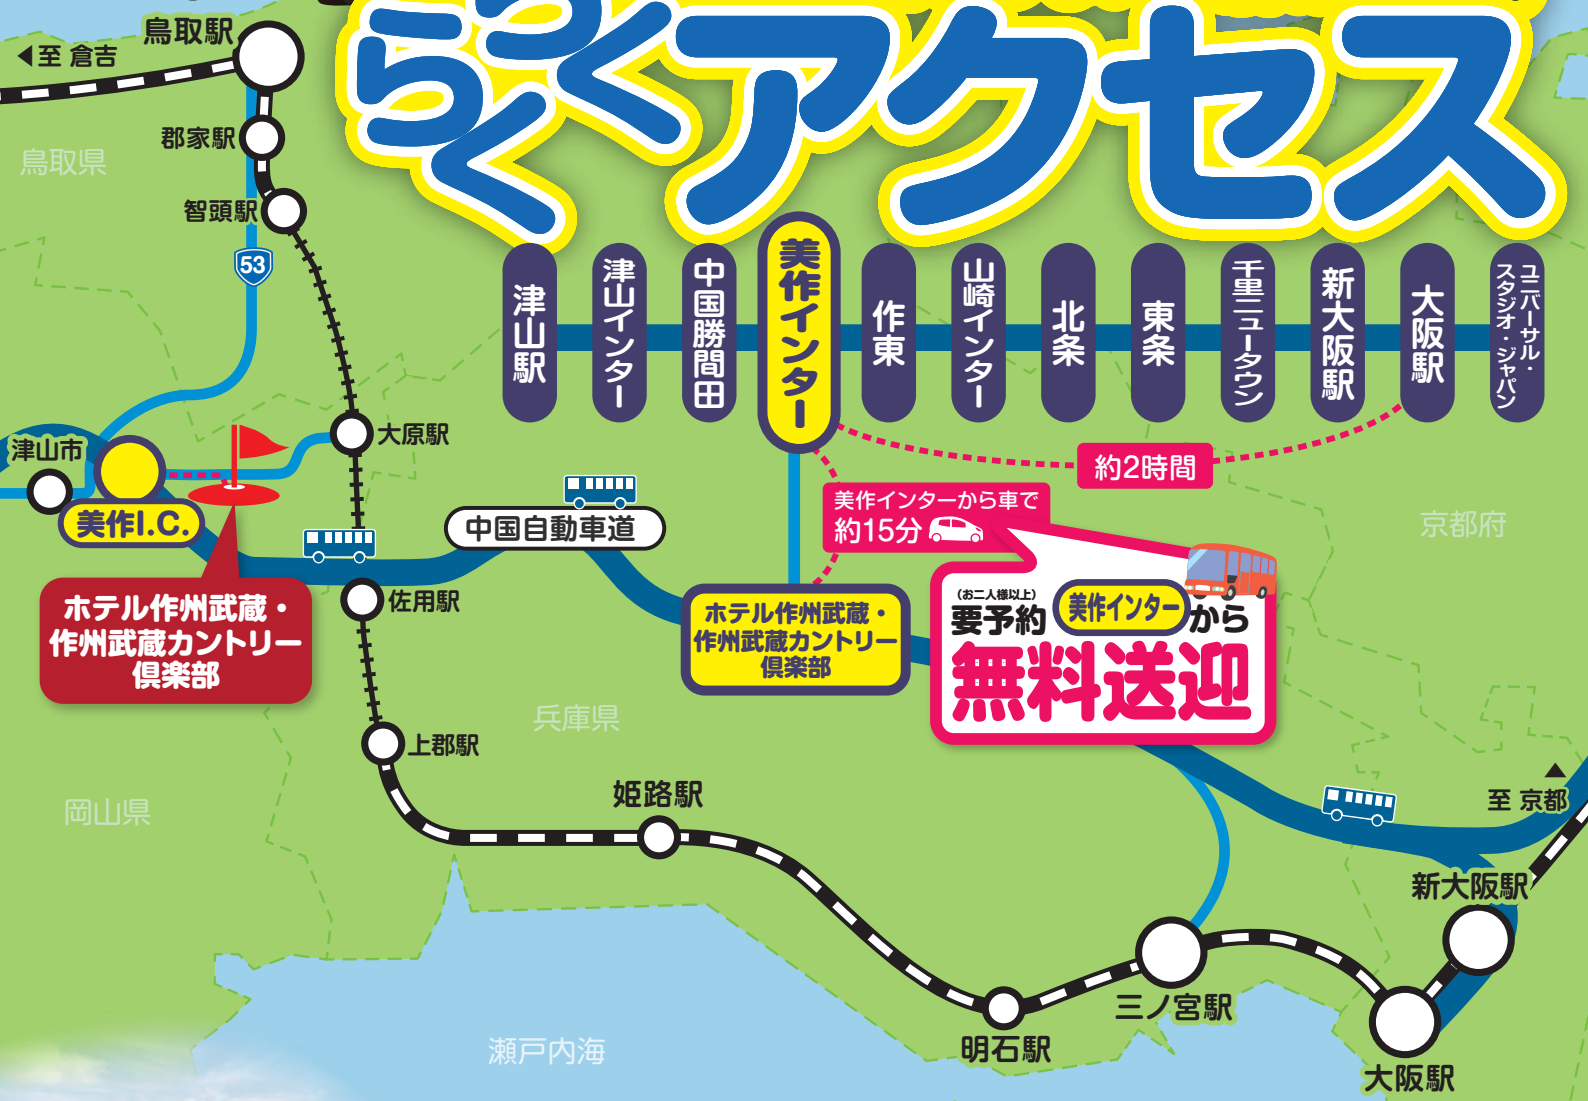 らくらくアクセス
◀至 倉吉
鳥取駅
郡家駅
鳥取県
智頭駅
53
津山駅
津山インター
中国勝間田
美作インター
作東
山崎インター
北条
東条
千里ニュータウン
新大阪駅
大阪駅
ユニバーサル・
スタジオ・ジャパン
約2時間
大原駅
津山市
美作I.C.
中国自動車道
美作インターから車で
約15分
京都府
ホテル作州武蔵・
作州武蔵カントリー
倶楽部
佐用駅
ホテル作州武蔵・
作州武蔵カントリー
倶楽部
(お二人様以上)
要予約 美作インターから
無料送迎
兵庫県
上郡駅
岡山県
姫路駅
▲
至 京都
新大阪駅
三ノ宮駅
明石駅
瀬戸内海
大阪駅